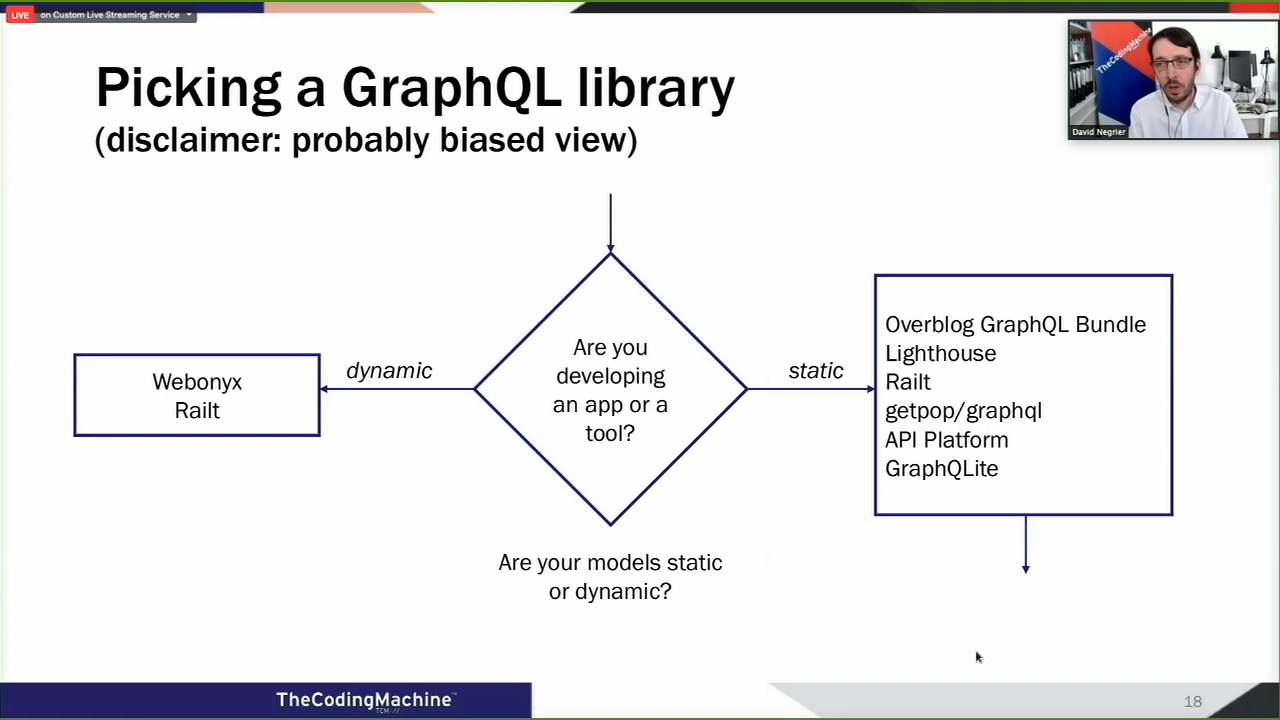 LIVE on Custom Live Streaming Service
Picking a GraphQL library
(disclaimer: probably biased view)
TheCodingMachine
David Negrier
Are you
developing
an app or a
tool?
dynamic
static
Webonyx
Railt
Overblog GraphQL Bundle
Lighthouse
Railt
getpop/graphql
API Platform
GraphQLite
Are your models static
or dynamic?
TheCodingMachine™
TCM://
18